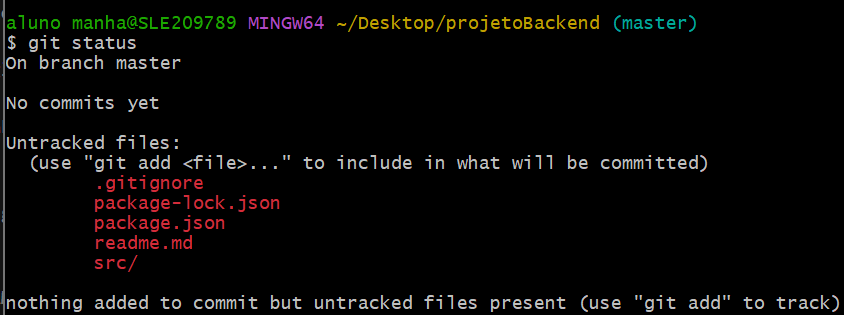 aluno manha@SLE209789 MINGW64 ~/Desktop/projetoBackend (master)
$ git status
On branch master
No commits yet
Untracked files:
  (use "git add <file>..." to include in what will be committed)
        .gitignore
        package-lock.json
        package.json
        readme.md
        src/
nothing added to commit but untracked files present (use "git add" to track)